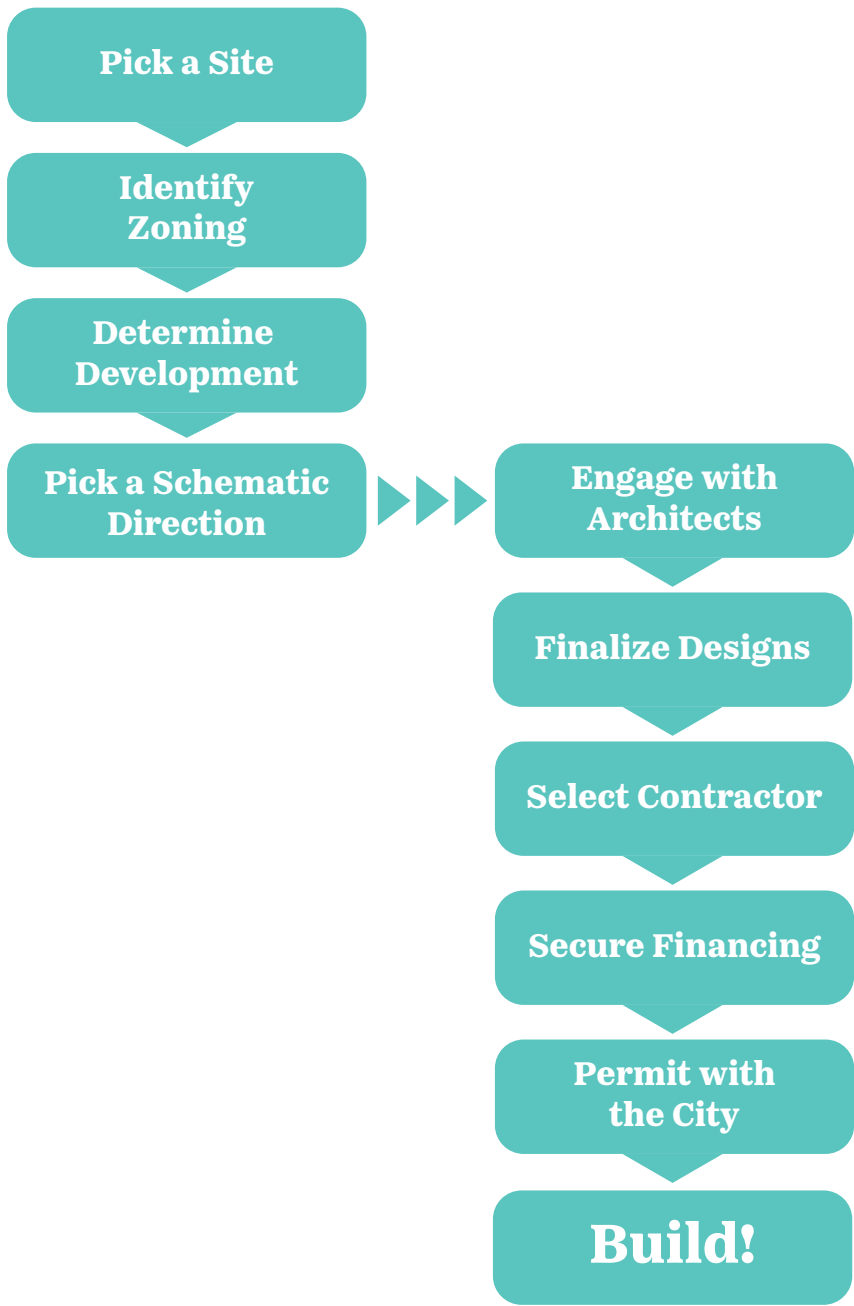 Pick a Site
Identify
Zoning
Determine
Development
Pick a Schematic
Direction
Engage with
Architects
Finalize Designs
Select Contractor
Secure Financing
Permit with
the City
Build!